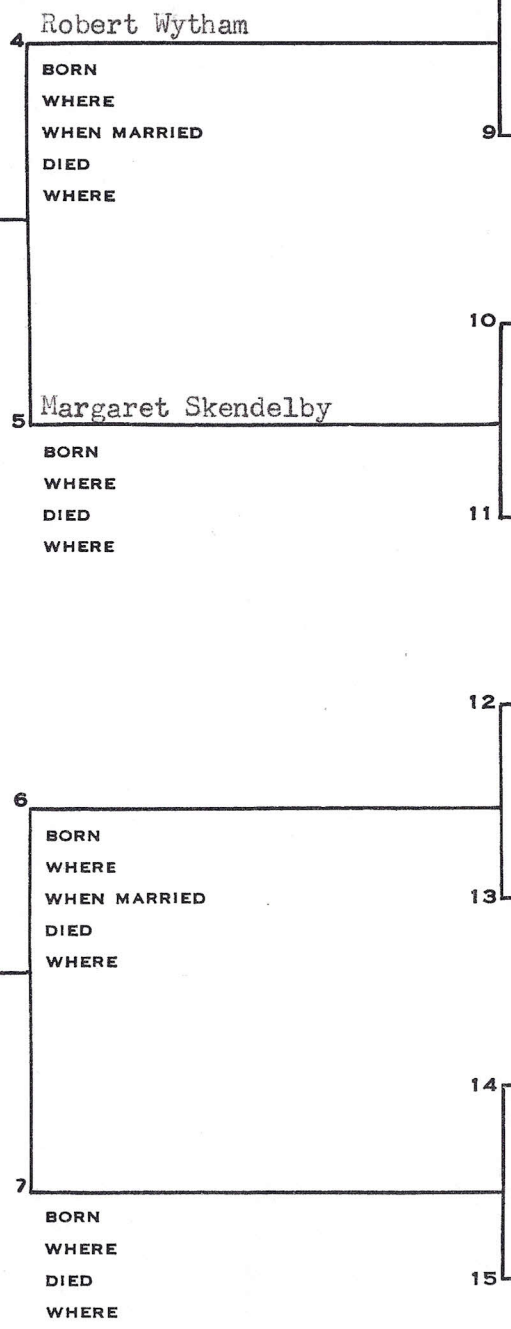 Robert Wytham
4
BORN
WHERE
WHEN MARRIED
DIED
WHERE
9
10
Margaret Skendelby
5
BORN
WHERE
DIED
WHERE
11
12
6
BORN
WHERE
WHEN MARRIED
DIED
WHERE
13
14
7
BORN
WHERE
DIED
WHERE
15